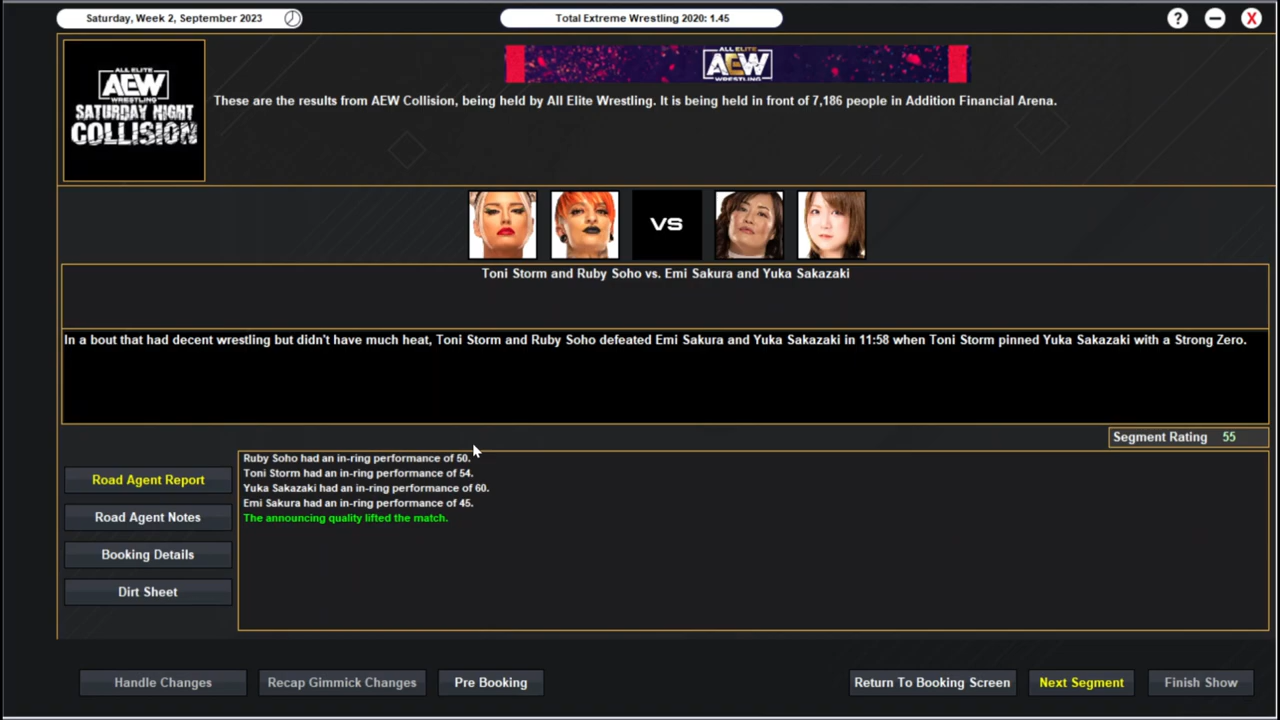 Saturday, Week 2, September 2023
Total Extreme Wrestling 2020: 1.45
?
X
ALL ELITE
AEW
WRESTLING
SATURDAY NIGHT
COLLISION
ALL ELITE
AEW
WRESTLING
These are the results from AEW Collision, being held by All Elite Wrestling. It is being held in front of 7,186 people in Addition Financial Arena.
VS
Toni Storm and Ruby Soho vs. Emi Sakura and Yuka Sakazaki
In a bout that had decent wrestling but didn't have much heat, Toni Storm and Ruby Soho defeated Emi Sakura and Yuka Sakazaki in 11:58 when Toni Storm pinned Yuka Sakazaki with a Strong Zero.
Segment Rating 55
Road Agent Report
Road Agent Notes
Booking Details
Dirt Sheet
Ruby Soho had an in-ring performance of 50.
Toni Storm had an in-ring performance of 54.
Yuka Sakazaki had an in-ring performance of 60.
Emi Sakura had an in-ring performance of 45.
The announcing quality lifted the match.
Handle Changes
Recap Gimmick Changes
Pre Booking
Return To Booking Screen
Next Segment
Finish Show